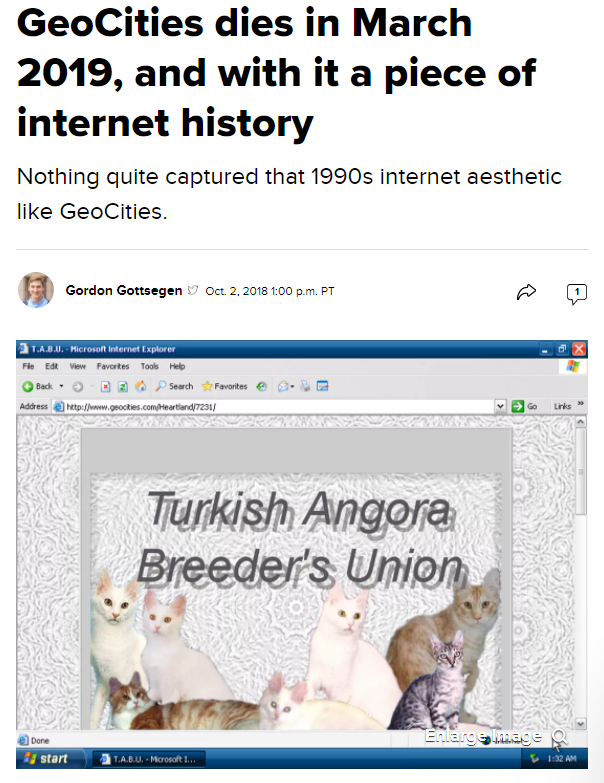 GeoCities dies in March
2019, and with it a piece of
internet history
Nothing quite captured that 1990s internet aesthetic
like GeoCities.
Gordon Gottsegen Oct. 2, 2018 1:00 p.m. PT
1
T.A.B.U. - Microsoft Internet Explorer
File Edit View Favorites Tools Help
Back Search Favorites
Address http://www.geocities.com/Heartland/7231/ Go Links »
Turkish Angora
Breeder's Union
Enlarge Image
Done Internet
start T.A.B.U. - Microsoft I... 1:32 AM